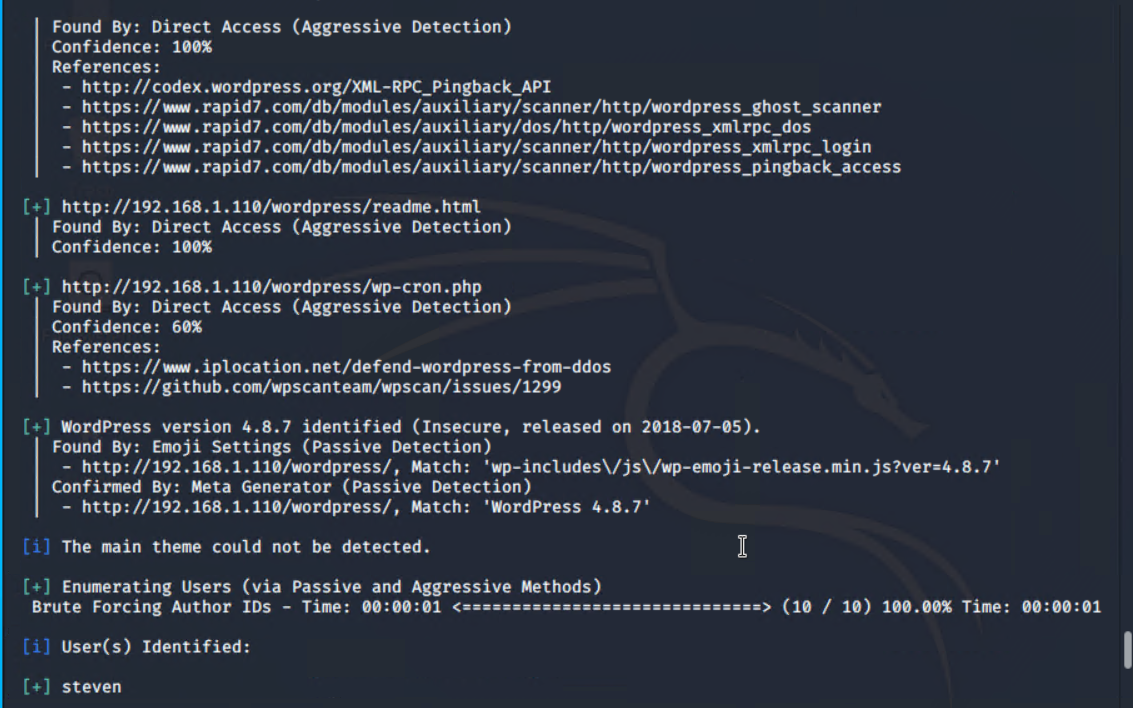 Found By: Direct Access (Aggressive Detection)
Confidence: 100%
References:
- http://codex.wordpress.org/XML-RPC_Pingback_API
- https://www.rapid7.com/db/modules/auxiliary/scanner/http/wordpress_ghost_scanner
- https://www.rapid7.com/db/modules/auxiliary/dos/http/wordpress_xmlrpc_dos
- https://www.rapid7.com/db/modules/auxiliary/scanner/http/wordpress_xmlrpc_login
- https://www.rapid7.com/db/modules/auxiliary/scanner/http/wordpress_pingback_access
[+] http://192.168.1.110/wordpress/readme.html
Found By: Direct Access (Aggressive Detection)
Confidence: 100%
[+] http://192.168.1.110/wordpress/wp-cron.php
Found By: Direct Access (Aggressive Detection)
Confidence: 60%
References:
- https://www.iplocation.net/defend-wordpress-from-ddos
- https://github.com/wpscanteam/wpscan/issues/1299
[+] WordPress version 4.8.7 identified (Insecure, released on 2018-07-05).
Found By: Emoji Settings (Passive Detection)
- http://192.168.1.110/wordpress/, Match: 'wp-includes\/js\/wp-emoji-release.min.js?ver=4.8.7'
Confirmed By: Meta Generator (Passive Detection)
- http://192.168.1.110/wordpress/, Match: 'WordPress 4.8.7'
[i] The main theme could not be detected.
[+] Enumerating Users (via Passive and Aggressive Methods)
Brute Forcing Author IDs - Time: 00:00:01 <==============================> (10 / 10) 100.00% Time: 00:00:01
[i] User(s) Identified:
[+] steven